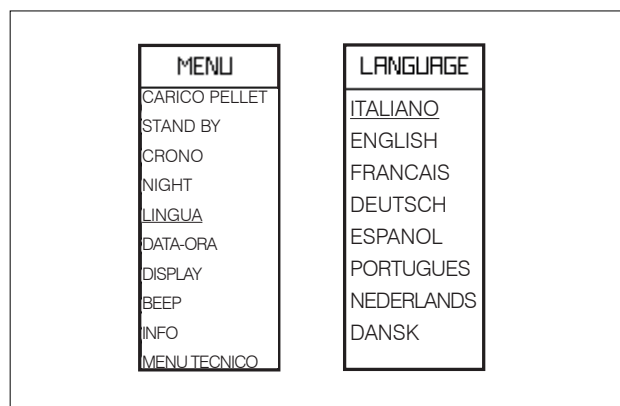 MENU
CARICO PELLET
STAND BY
CRONO
NIGHT
LINGUA
DATA-ORA
DISPLAY
BEEP
INFO
MENU TECNICO
LANGUAGE
ITALIANO
ENGLISH
FRANCAIS
DEUTSCH
ESPANOL
PORTUGUES
NEDERLANDS
DANSK